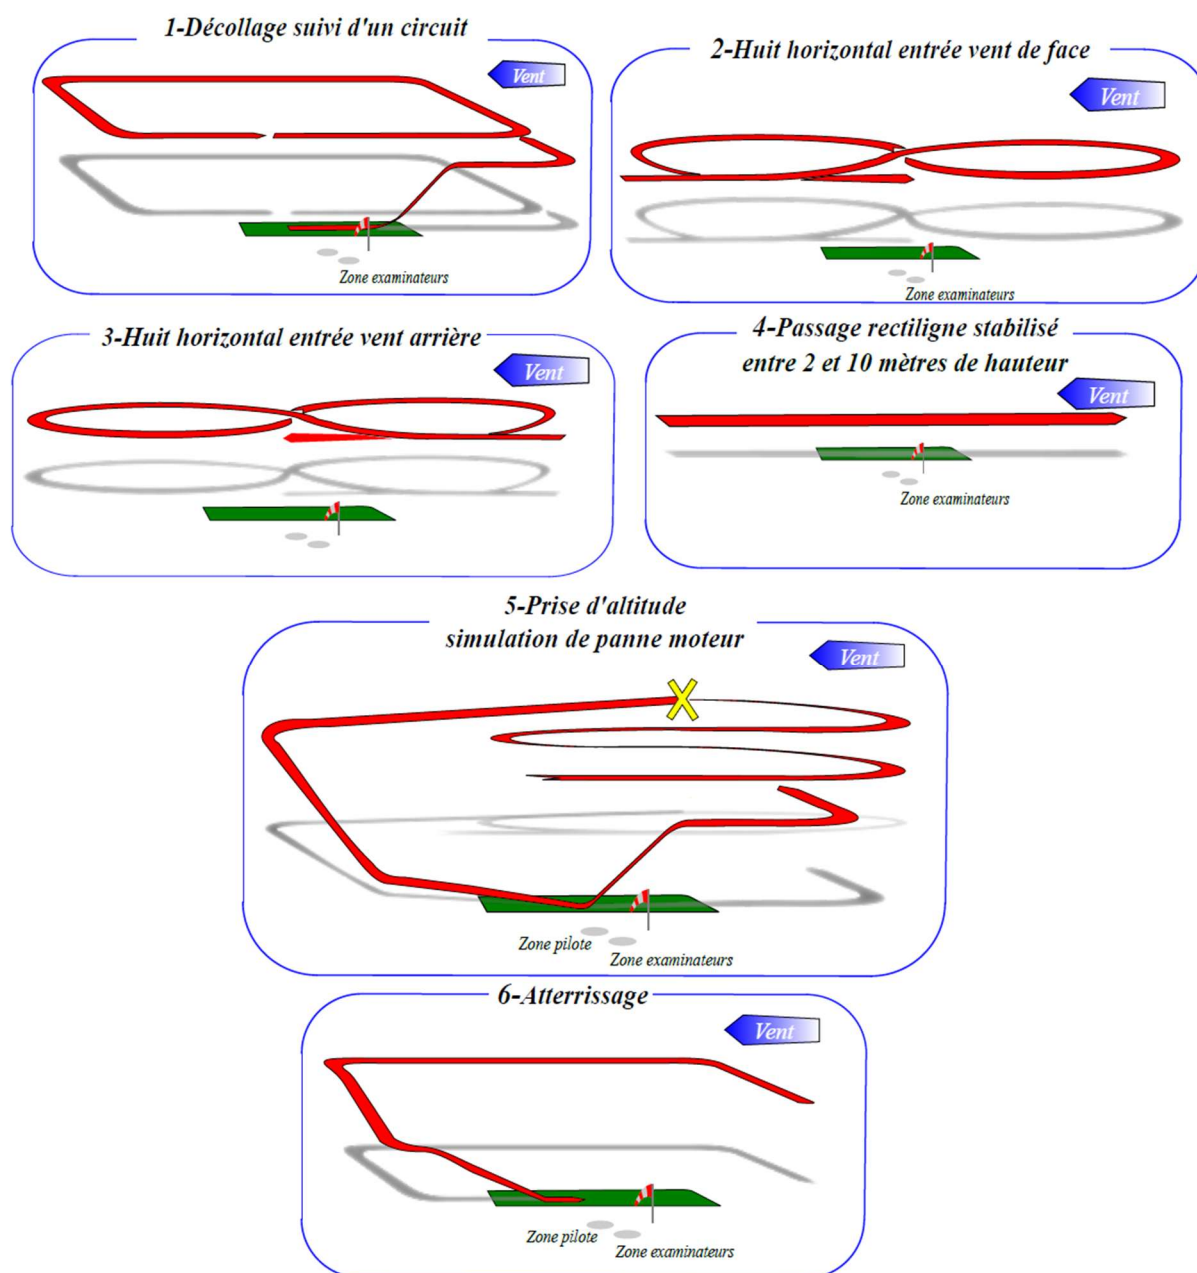 1-Décollage suivi d'un circuit
Vent
Zone examinateurs
2-Huit horizontal entrée vent de face
Vent
Zone examinateurs
3-Huit horizontal entrée vent arrière
Vent
4-Passage rectiligne stabilisé
entre 2 et 10 mètres de hauteur
Vent
Zone examinateurs
5-Prise d'altitude
simulation de panne moteur
Vent
Zone pilote
Zone examinateurs
6-Atterrissage
Vent
Zone pilote
Zone examinateurs